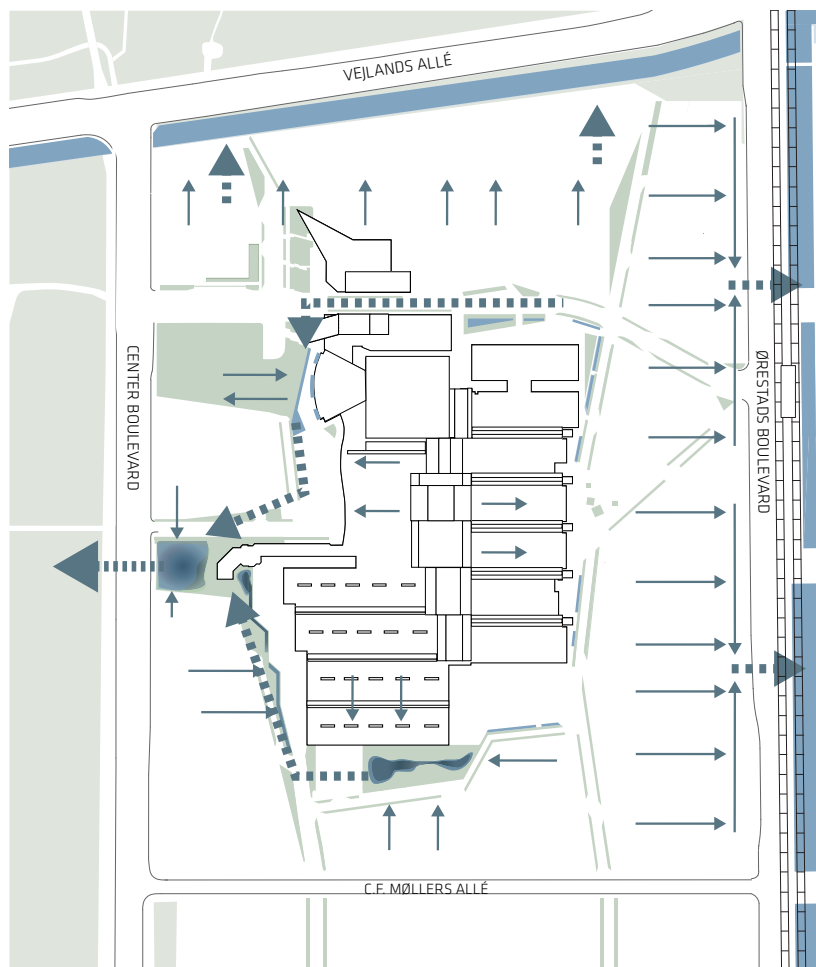 VEJLANDS ALLÉ
CENTER BOULEVARD
ØRESTADS BOULEVARD
C.F. MØLLERS ALLÉ